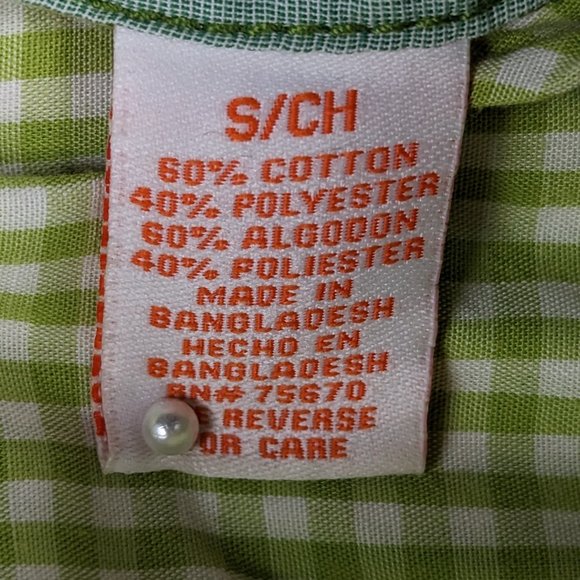 S/CH
60% COTTON
40% POLYESTER
60% ALGODON
40% POLIESTER
MADE IN
BANGLADESH
HECHO EN
BANGLADESH
RN# 75670
REVERSE
OR CARE